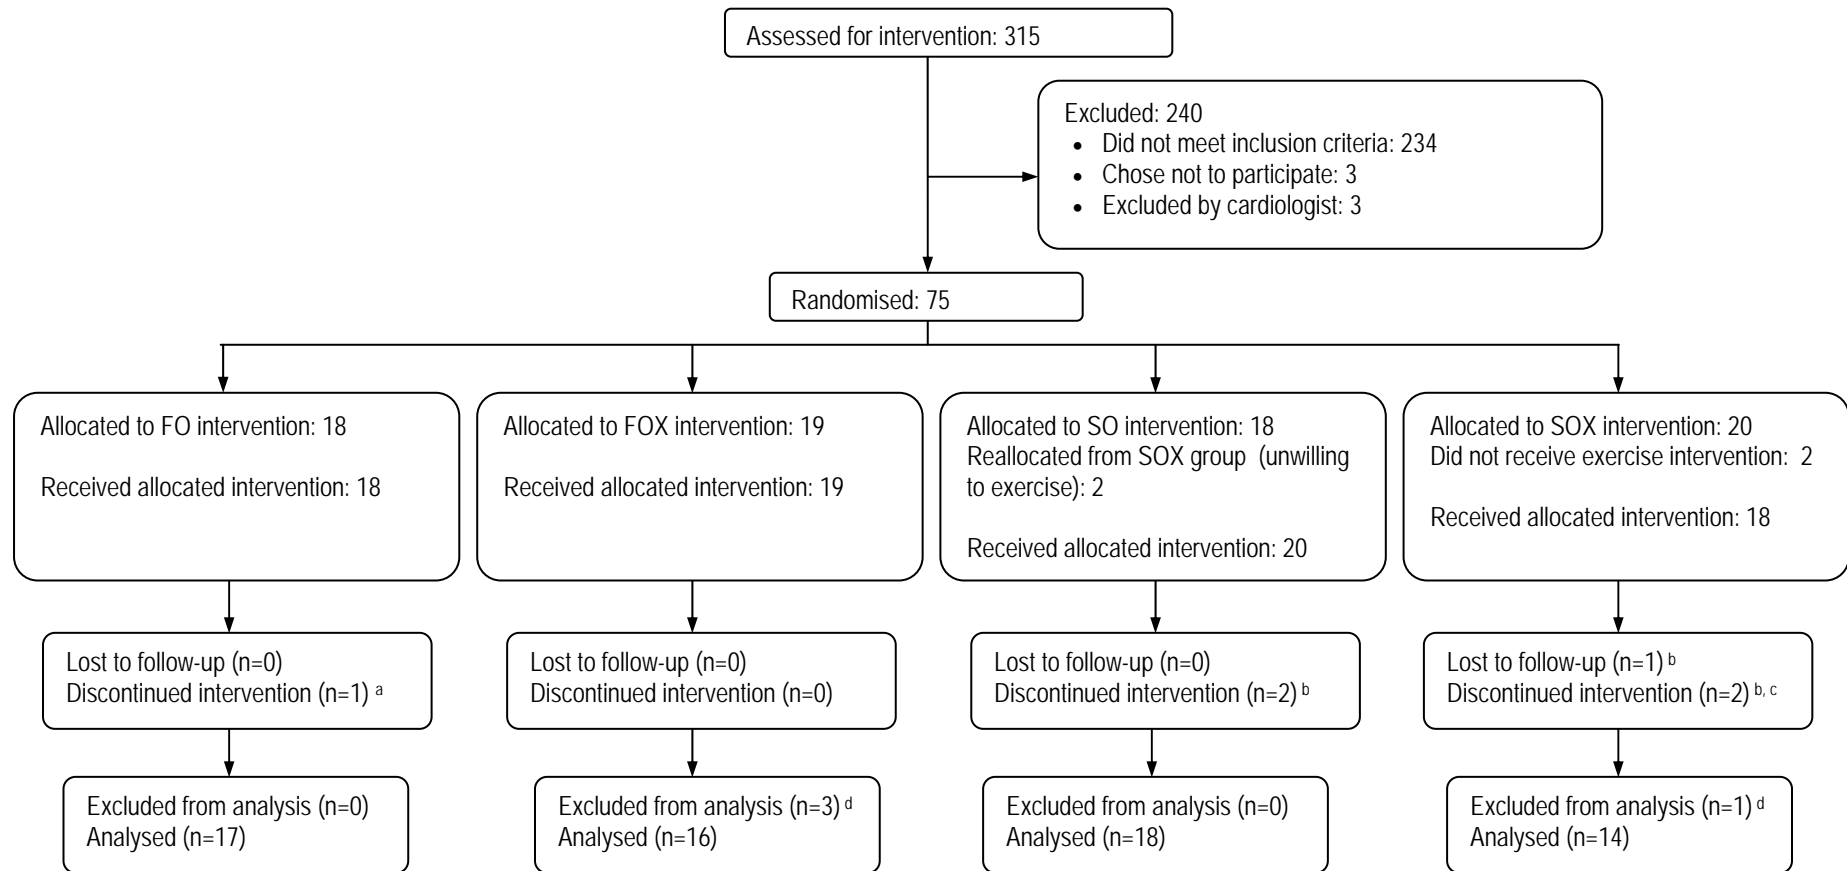 Assessed for intervention: 315
Excluded: 240
• Did not meet inclusion criteria: 234
• Chose not to participate: 3
• Excluded by cardiologist: 3
Randomised: 75
Allocated to FO intervention: 18
Received allocated intervention: 18
Allocated to FOX intervention: 19
Received allocated intervention: 19
Allocated to SO intervention: 18
Reallocated from SOX group (unwilling
to exercise): 2
Received allocated intervention: 20
Allocated to SOX intervention: 20
Did not receive exercise intervention: 2
Received allocated intervention: 18
Lost to follow-up (n=0)
Discontinued intervention (n=1) a
Lost to follow-up (n=0)
Discontinued intervention (n=0)
Lost to follow-up (n=0)
Discontinued intervention (n=2) b
Lost to follow-up (n=1) b
Discontinued intervention (n=2) b, c
Excluded from analysis (n=0)
Analysed (n=17)
Excluded from analysis (n=3) d
Analysed (n=16)
Excluded from analysis (n=0)
Analysed (n=18)
Excluded from analysis (n=1) d
Analysed (n=14)